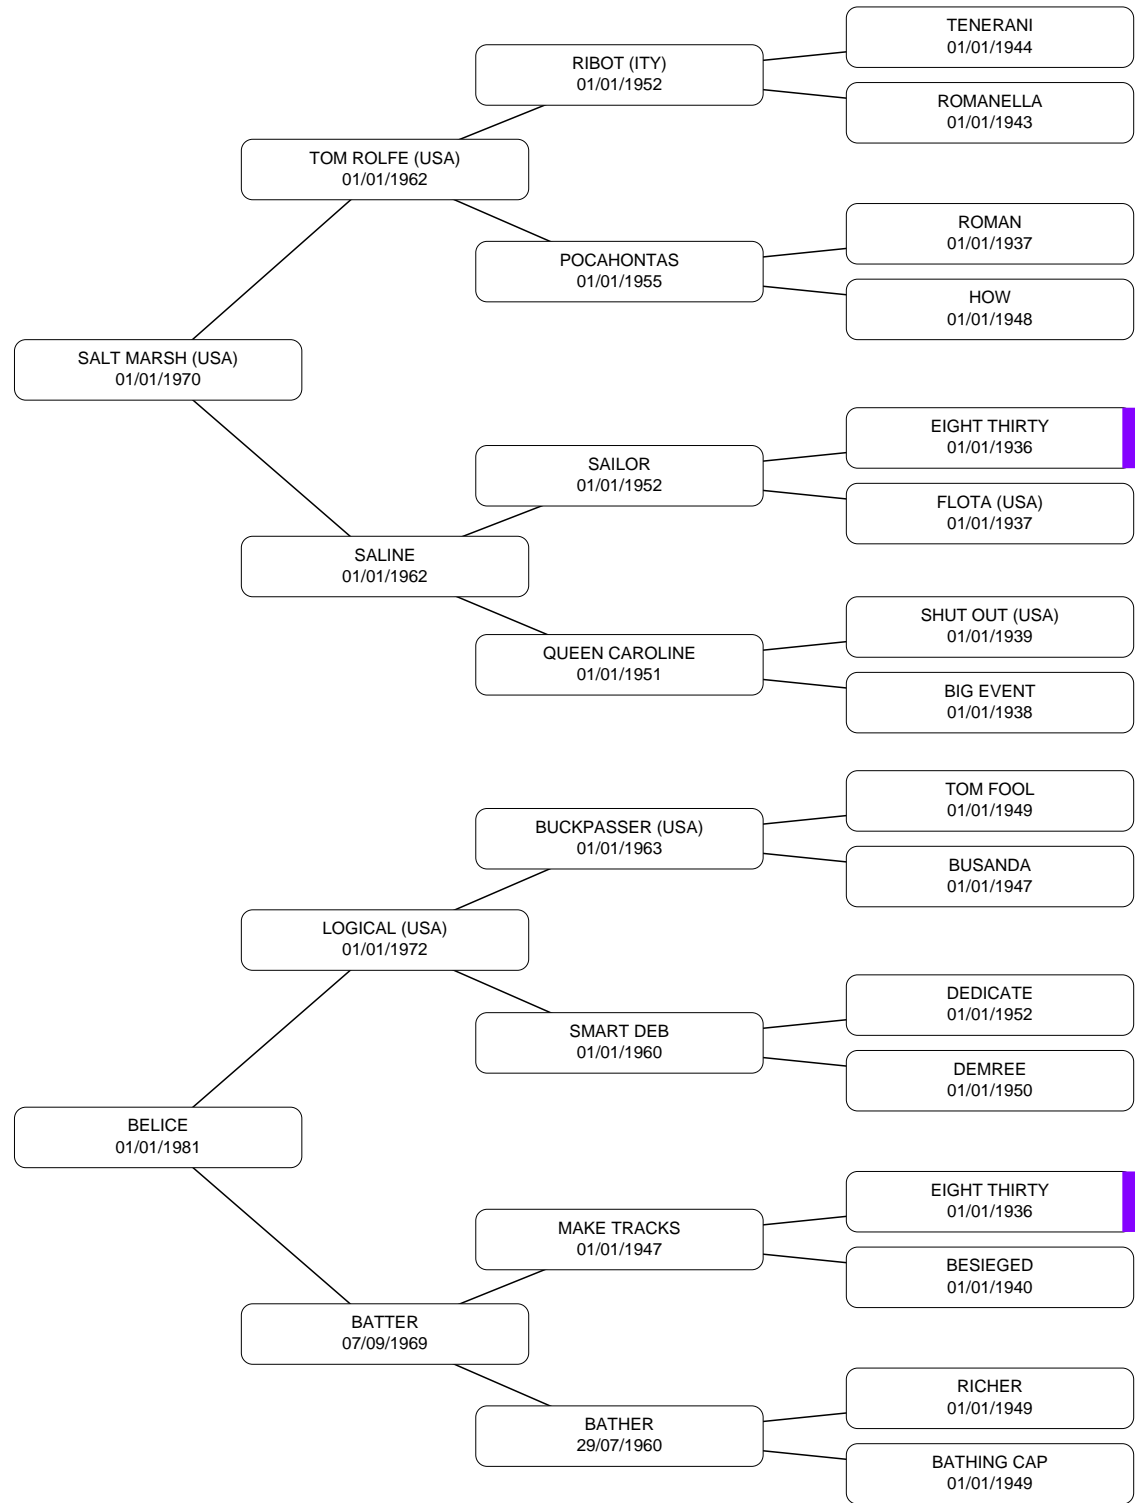 TENERANI
01/01/1944
RIBOT (ITY)
01/01/1952
ROMANELLA
01/01/1943
TOM ROLFE (USA)
01/01/1962
ROMAN
01/01/1937
POCAHONTAS
01/01/1955
HOW
01/01/1948
SALT MARSH (USA)
01/01/1970
EIGHT THIRTY
01/01/1936
SAILOR
01/01/1952
FLOTA (USA)
01/01/1937
SALINE
01/01/1962
SHUT OUT (USA)
01/01/1939
QUEEN CAROLINE
01/01/1951
BIG EVENT
01/01/1938
TOM FOOL
01/01/1949
BUCKPASSER (USA)
01/01/1963
BUSANDA
01/01/1947
LOGICAL (USA)
01/01/1972
DEDICATE
01/01/1952
SMART DEB
01/01/1960
DEMREE
01/01/1950
BELICE
01/01/1981
EIGHT THIRTY
01/01/1936
MAKE TRACKS
01/01/1947
BESIEGED
01/01/1940
BATTER
07/09/1969
RICHER
01/01/1949
BATHER
29/07/1960
BATHING CAP
01/01/1949